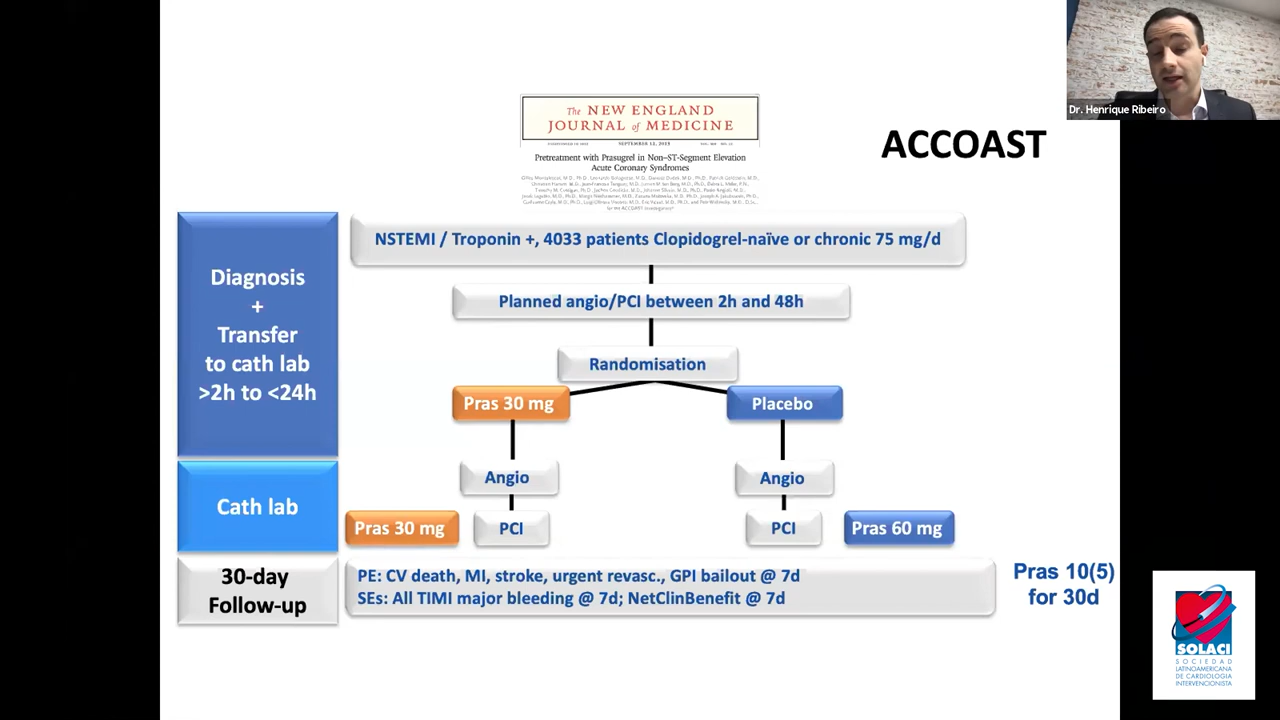 Dr. Henrique Ribeiro
The NEW ENGLAND
JOURNAL of MEDICINE
SEPTEMBER 12, 2013
Pretreatment with Prasugrel in Non–ST-Segment Elevation
Acute Coronary Syndromes
ACCOAST
Diagnosis
+
Transfer
to cath lab
>2h to <24h
NSTEMI / Troponin +, 4033 patients Clopidogrel-naïve or chronic 75 mg/d
Planned angio/PCI between 2h and 48h
Randomisation
Pras 30 mg
Placebo
Angio
Angio
Cath lab
Pras 30 mg
PCI
PCI
Pras 60 mg
30-day
Follow-up
PE: CV death, MI, stroke, urgent revasc., GPI bailout @ 7d
SEs: All TIMI major bleeding @ 7d; NetClinBenefit @ 7d
Pras 10(5)
for 30d
SOLACI
SOCIEDAD
LATINOAMERICANA
DE CARDIOLOGIA
INTERVENCIONISTA